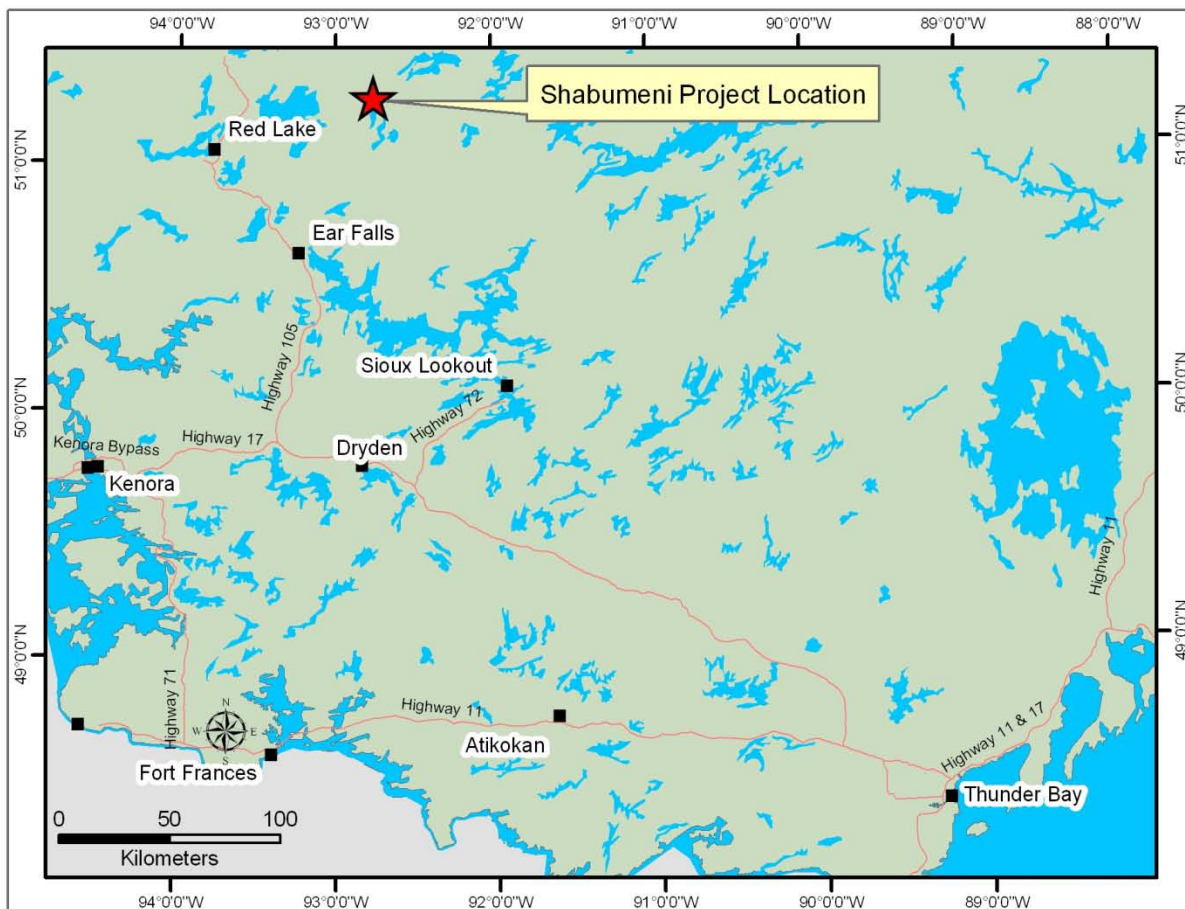 94°0'0"W
93°0'0"W
92°0'0"W
91°0'0"W
90°0'0"W
89°0'0"W
88°0'0"W
Shabumeni Project Location
51°0'0"N
51°0'0"N
Red Lake
Ear Falls
Highway 105
Sioux Lookout
50°0'0"N
50°0'0"N
Highway 72
Kenora Bypass
Highway 17
Dryden
Kenora
Highway 11
49°0'0"N
49°0'0"N
Highway 71
N
W
E
S
Highway 11
Atikokan
Highway 11 & 17
Fort Frances
Thunder Bay
0 50 100
Kilometers
94°0'0"W
93°0'0"W
92°0'0"W
91°0'0"W
90°0'0"W
89°0'0"W